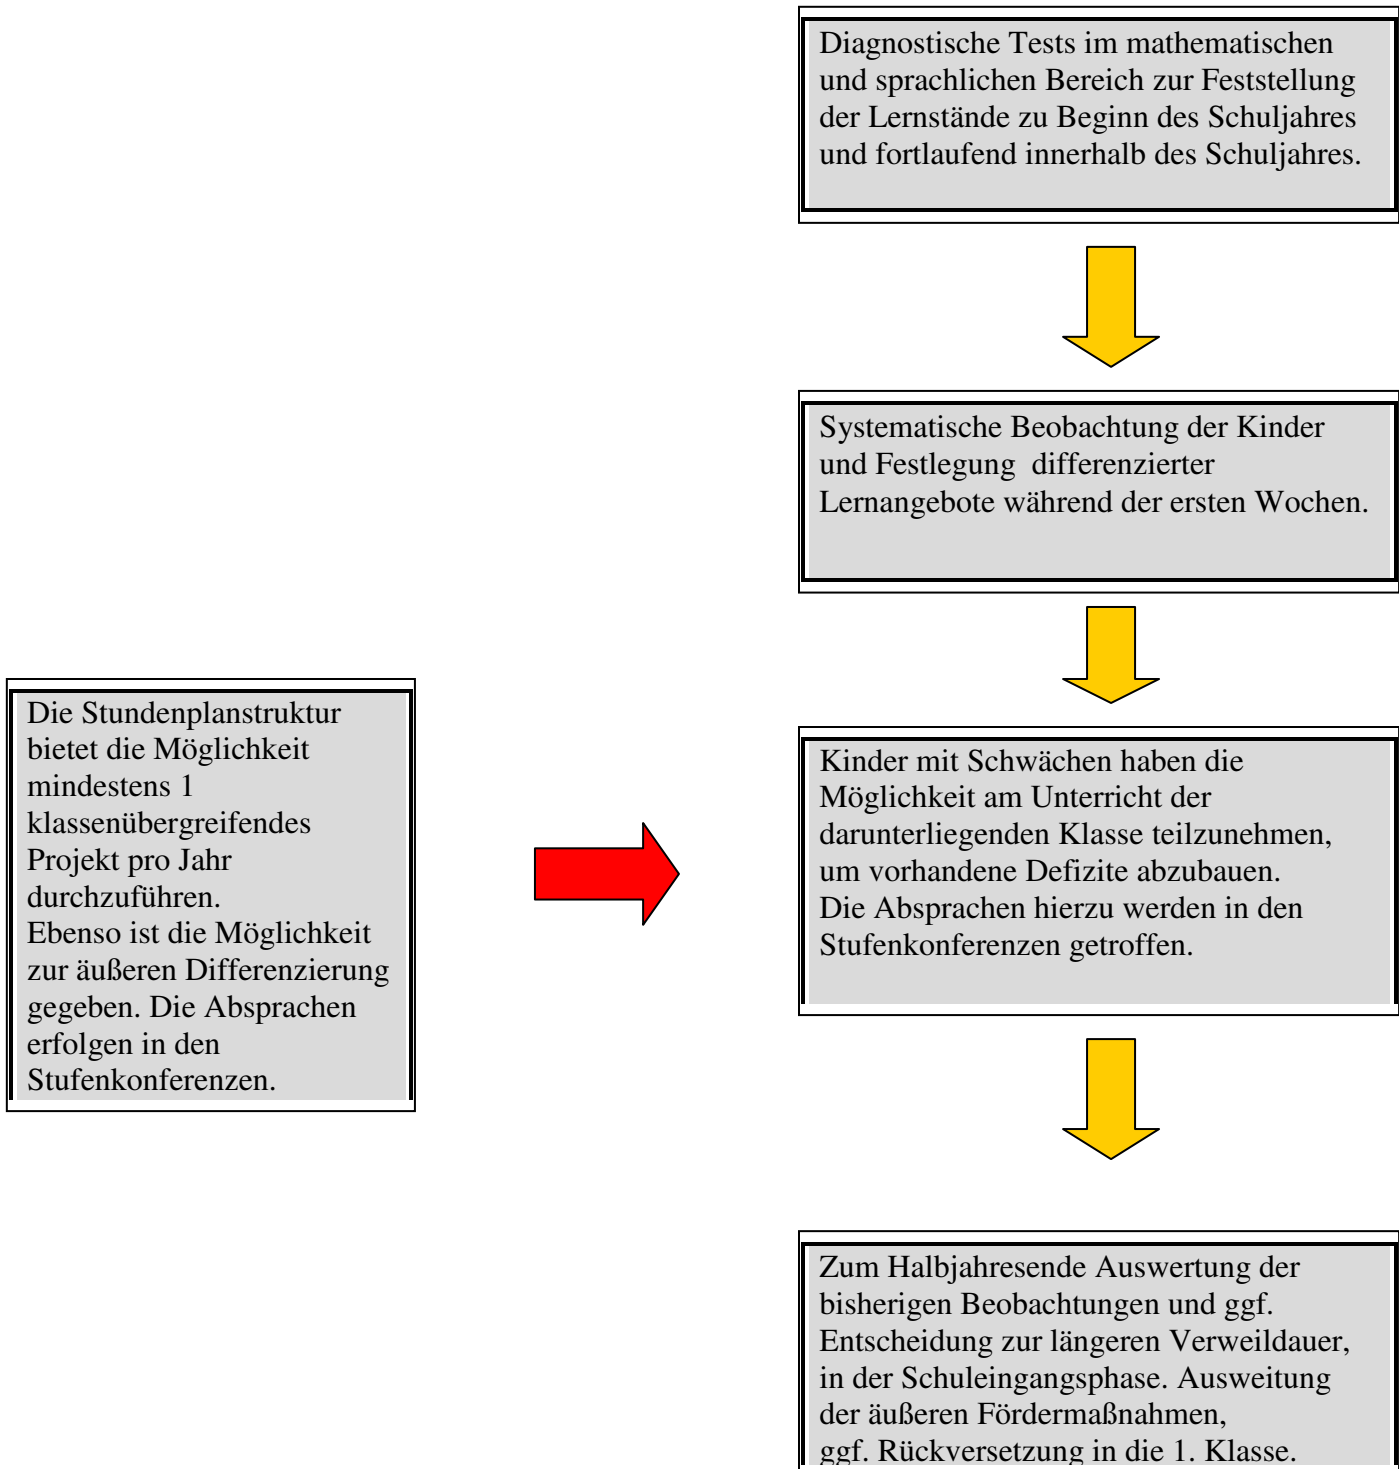 Diagnostische Tests im mathematischen
und sprachlichen Bereich zur Feststellung
der Lernstände zu Beginn des Schuljahres
und fortlaufend innerhalb des Schuljahres.
Systematische Beobachtung der Kinder
und Festlegung differenzierter
Lernangebote während der ersten Wochen.
Die Stundenplanstruktur
bietet die Möglichkeit
mindestens 1
klassenübergreifendes
Projekt pro Jahr
durchzuführen.
Ebenso ist die Möglichkeit
zur äußeren Differenzierung
gegeben. Die Absprachen
erfolgen in den
Stufenkonferenzen.
Kinder mit Schwächen haben die
Möglichkeit am Unterricht der
darunterliegenden Klasse teilzunehmen,
um vorhandene Defizite abzubauen.
Die Absprachen hierzu werden in den
Stufenkonferenzen getroffen.
Zum Halbjahresende Auswertung der
bisherigen Beobachtungen und ggf.
Entscheidung zur längeren Verweildauer,
in der Schuleingangsphase. Ausweitung
der äußeren Fördermaßnahmen,
ggf. Rückversetzung in die 1. Klasse.